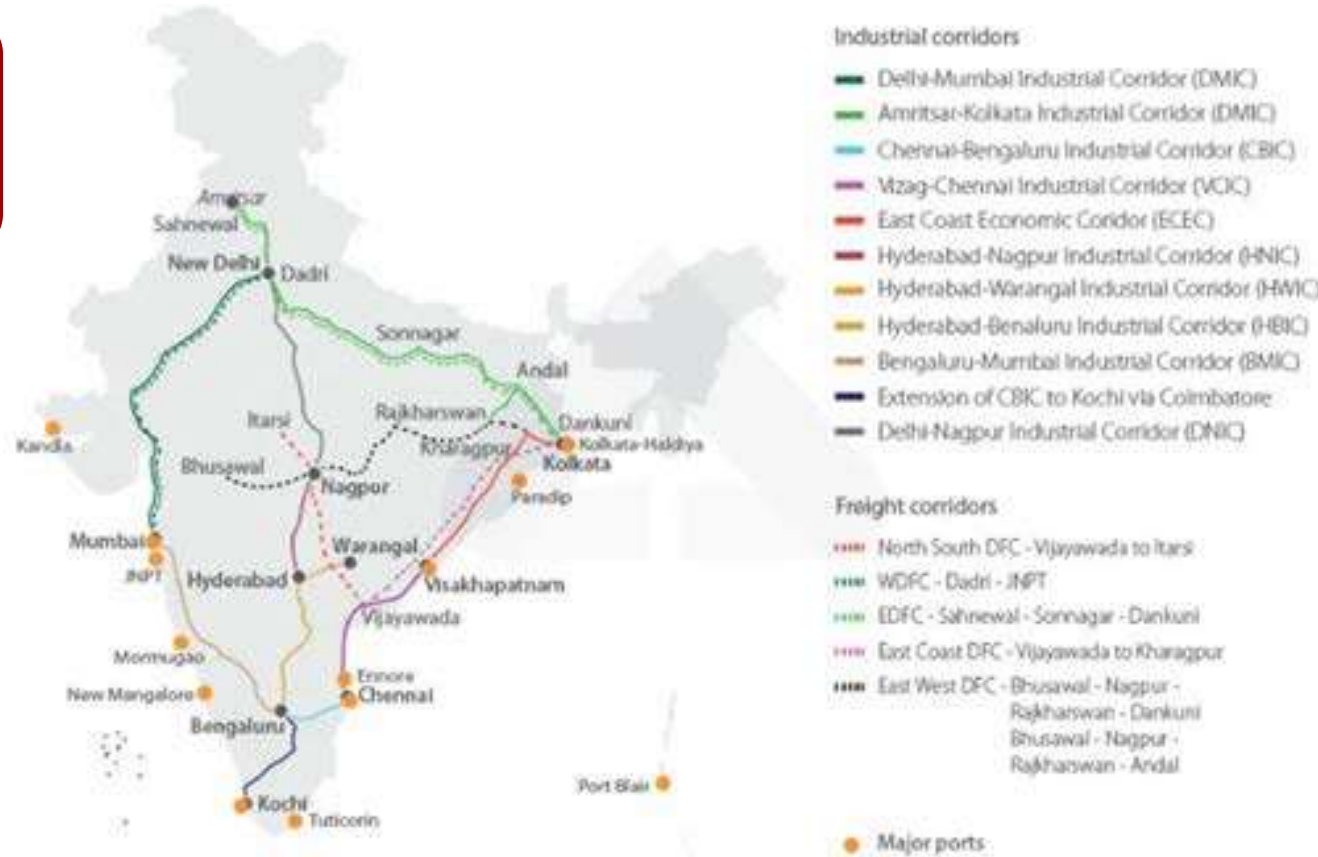 Amritsar
Sahnewal
New Delhi
Dadri
Sonnagar
Andal
Itarsi
Rajkharswan
Dankuni
Kandla
Kharagpur
Kolkata-Haldya
Bhusawal
Kolkata
Nagpur
Paradip
Mumbai
Warangal
JNPT
Hyderabad
Visakhapatnam
Vijayawada
Mormugao
Ennore
New Mangalore
Chennai
Bengaluru
Port Blair
Kochi
Tuticorin
Industrial corridors
Delhi-Mumbai Industrial Corridor (DMIC)
Amritsar-Kolkata Industrial Corridor (DMIC)
Chennai-Bengaluru Industrial Corridor (CBIC)
Vizag-Chennai Industrial Corridor (VCIC)
East Coast Economic Coridor (ECEC)
Hyderabad-Nagpur Industrial Corridor (HNIC)
Hyderabad-Warangal Industrial Corridor (HWIC)
Hyderabad-Benaluru Industrial Corridor (HBIC)
Bengaluru-Mumbai Industrial Corridor (BMIC)
Extension of CBIC to Kochi via Coimbatore
Delhi-Nagpur Industrial Corridor (DNIC)
Freight corridors
North South DFC - Vijayawada to Itarsi
WDFC - Dadri - JNPT
EDFC - Sahnewal - Sonnagar - Dankuni
East Coast DFC - Vijayawada to Kharagpur
East West DFC - Bhusawal - Nagpur -
Rajkharswan - Dankuni
Bhusawal - Nagpur -
Rajkharswan - Andal
Major ports